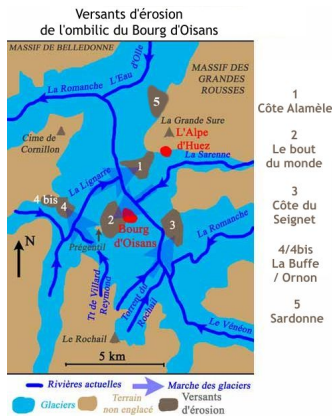 Versants d'érosion
de l'ombilic du Bourg d'Oisans
MASSIF DE BELLEDONNE
L'Eau d'Olle
La Romanche
MASSIF DES
GRANDES
ROUSSES
5
La Grande Sure
Cime de
Cornillon
L'Alpe
d'Huez
La Sarenne
1
La Lignarre
4 bis
4
2
Bourg
d'Oisans
3
La Romanche
Prégentil
N
Tt de Villard
Reymond
Torrent du
Rochail
Le Vénéon
Le Rochail
5 km
1
Côte Alamèle
2
Le bout
du monde
3
Côte du
Seignet
4/4bis
La Buffe
/ Ornon
5
Sardonne
Rivières actuelles
Marche des glaciers
Glaciers
Terrain
non englacé
Versants
d'érosion